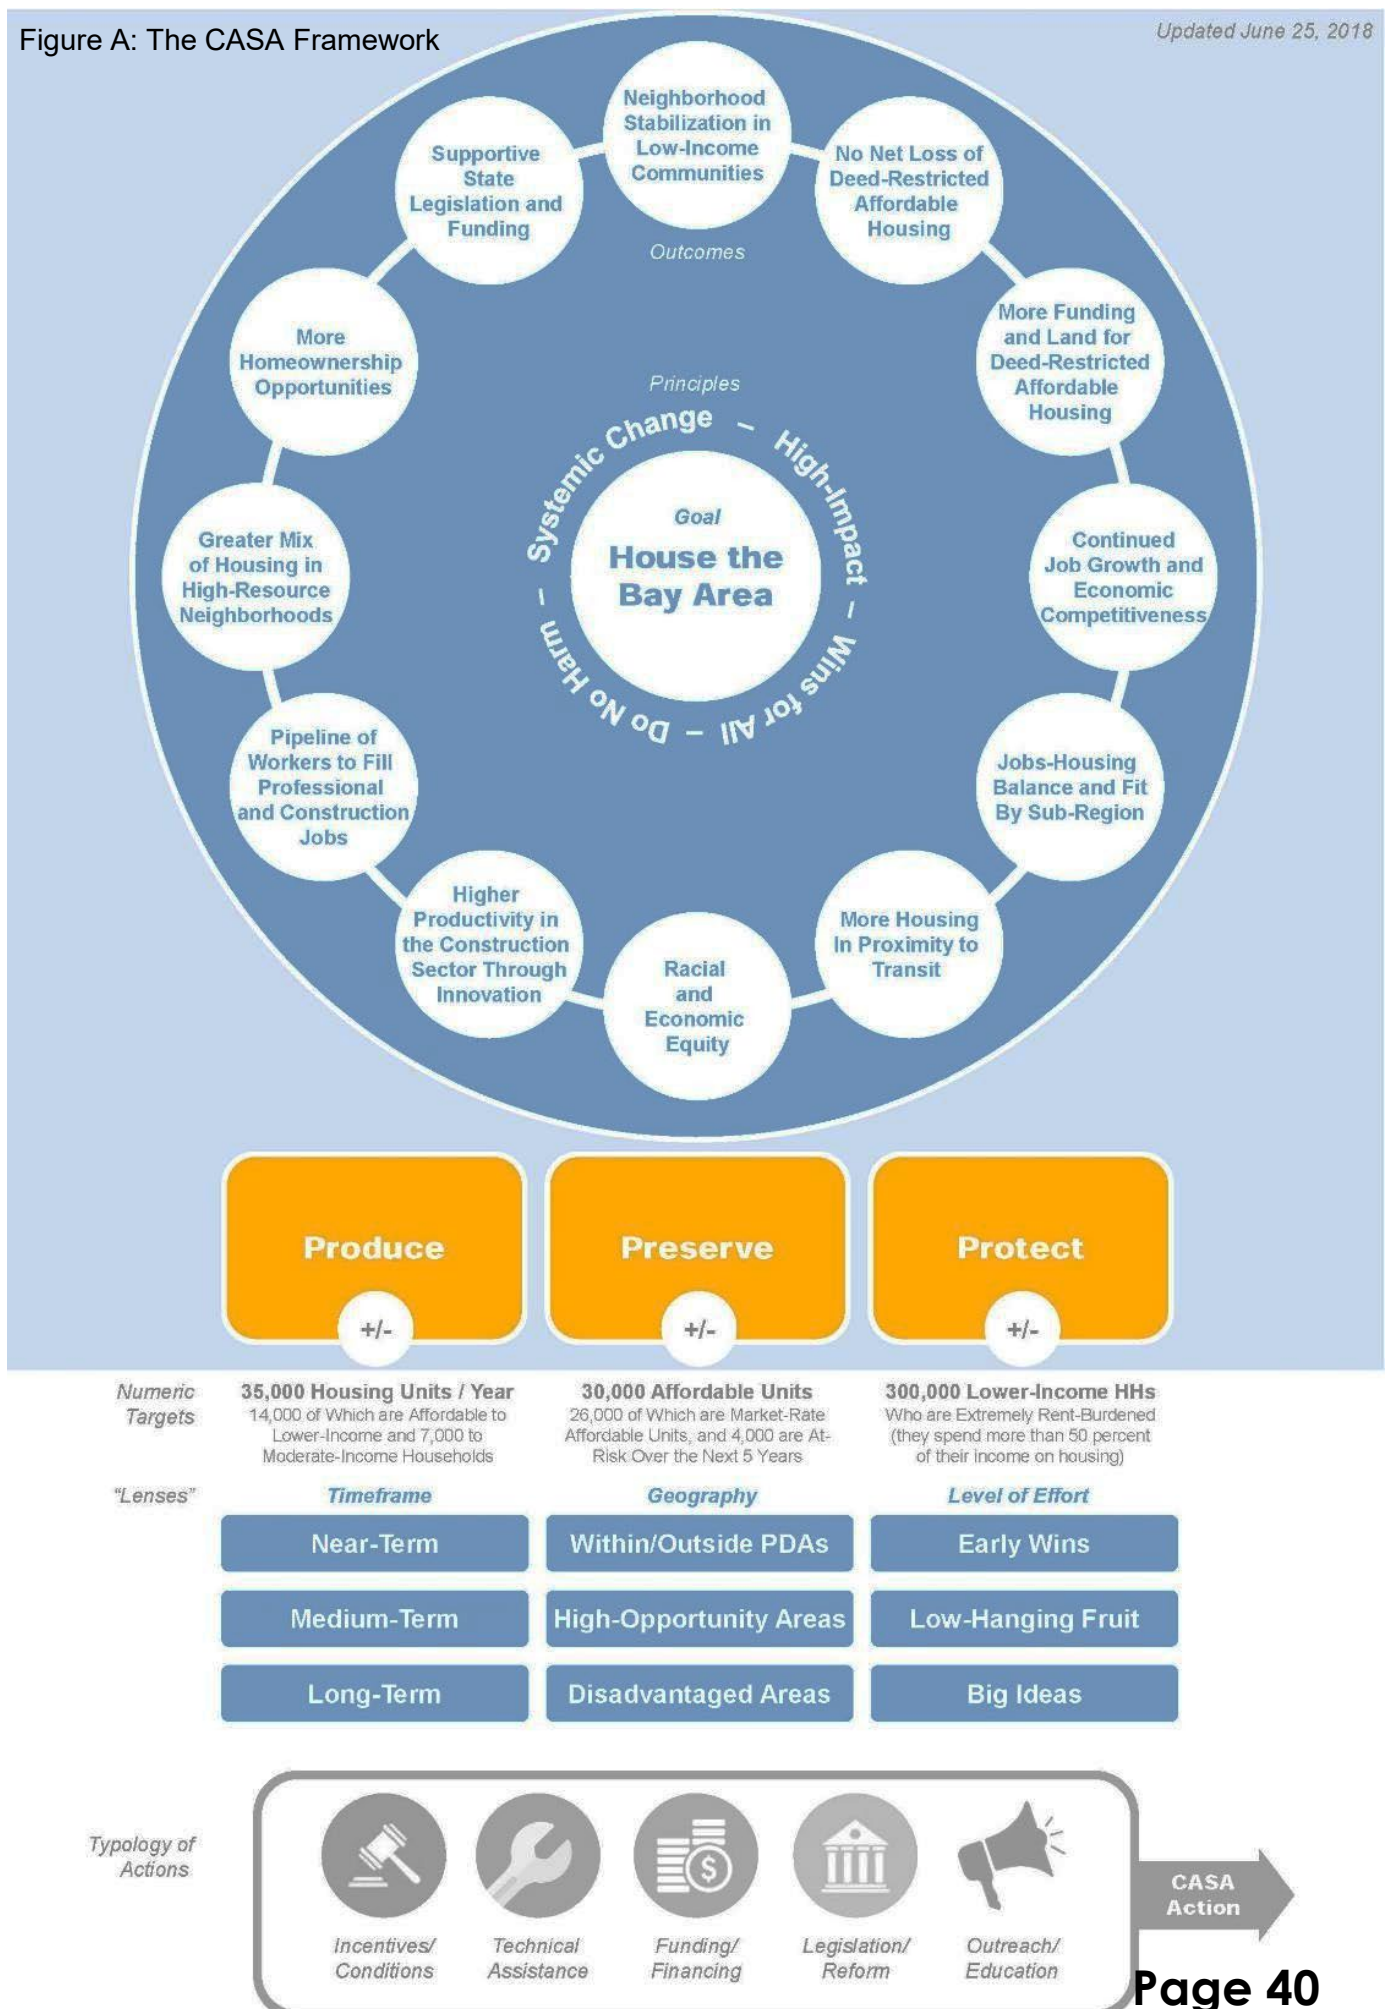 Figure A: The CASA Framework
Updated June 25, 2018
Neighborhood
Stabilization in
Low-Income
Communities
No Net Loss of
Deed-Restricted
Affordable
Housing
More Funding
and Land for
Deed-Restricted
Affordable
Housing
Continued
Job Growth and
Economic
Competitiveness
Jobs-Housing
Balance and Fit
By Sub-Region
More Housing
In Proximity to
Transit
Racial
and
Economic
Equity
Higher
Productivity in
the Construction
Sector Through
Innovation
Pipeline of
Workers to Fill
Professional
and Construction
Jobs
Greater Mix
of Housing in
High-Resource
Neighborhoods
More
Homeownership
Opportunities
Supportive
State
Legislation and
Funding
Outcomes
Principles
Systemic Change – High-Impact – Wins for All – Do No Harm –
Goal
House the
Bay Area
Produce
+/-
Preserve
+/-
Protect
+/-
Numeric
Targets
35,000 Housing Units / Year
14,000 of Which are Affordable to
Lower-Income and 7,000 to
Moderate-Income Households
30,000 Affordable Units
26,000 of Which are Market-Rate
Affordable Units, and 4,000 are At-
Risk Over the Next 5 Years
300,000 Lower-Income HHs
Who are Extremely Rent-Burdened
(they spend more than 50 percent
of their income on housing)
"Lenses"
Timeframe
Geography
Level of Effort
Near-Term
Within/Outside PDAs
Early Wins
Medium-Term
High-Opportunity Areas
Low-Hanging Fruit
Long-Term
Disadvantaged Areas
Big Ideas
Typology of
Actions
$
Incentives/
Conditions
Technical
Assistance
Funding/
Financing
Legislation/
Reform
Outreach/
Education
CASA
Action
Page 40